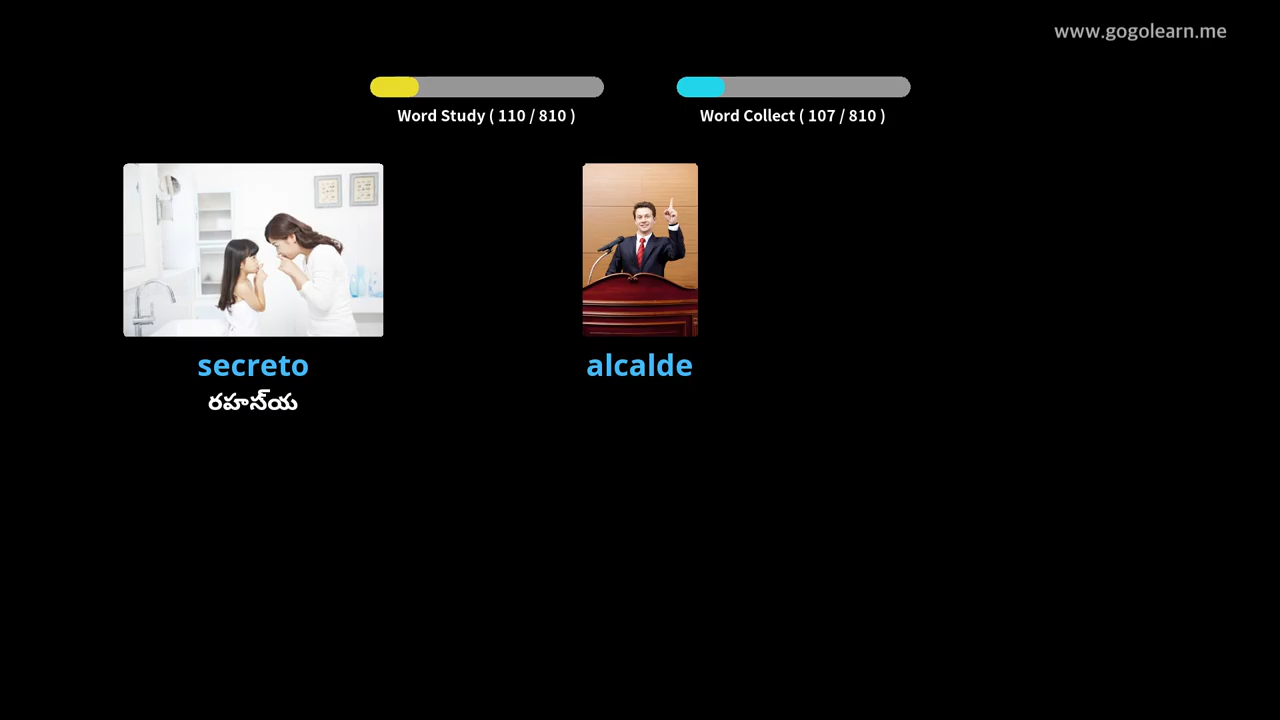 www.gogolearn.me
Word Study ( 110 / 810 )
Word Collect ( 107 / 810 )
secreto
alcalde
రహస్‌య